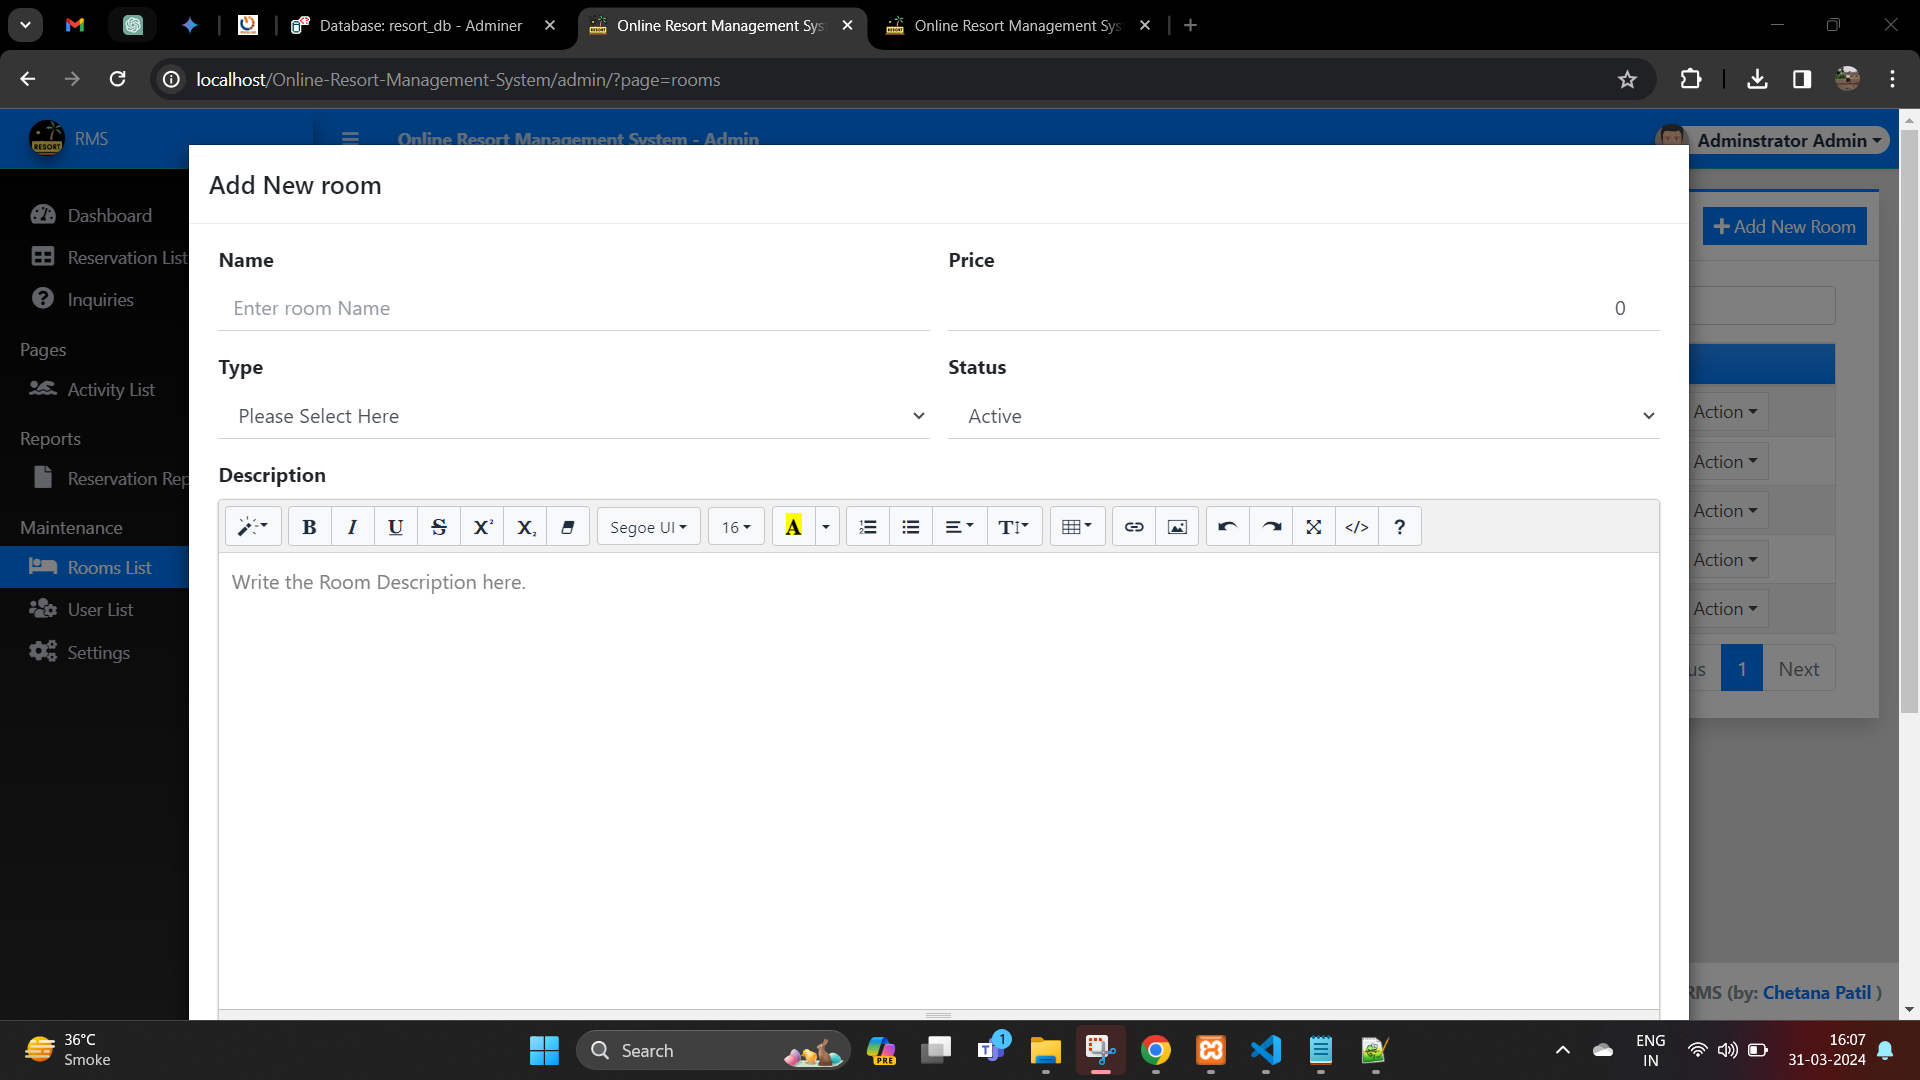 Database: resort_db - Adminer
Online Resort Management Sys
Online Resort Management Sys
localhost/Online-Resort-Management-System/admin/?page=rooms
RESORT
RMS
Online Resort Management System - Admin
Adminstrator Admin
Dashboard
Reservation List
Inquiries
Pages
Activity List
Reports
Reservation Rep
Maintenance
Rooms List
User List
Settings
Add New Room
Add New room
Name
Enter room Name
Price
0
Type
Please Select Here
Status
Active
Description
B I U S X² X₂ Segoe UI 16 A T </> ?
Write the Room Description here.
Action
Action
Action
Action
Action
us 1 Next
RMS (by: Chetana Patil )
36°C
Smoke
Search
PRE
1
ENG
IN
16:07
31-03-2024